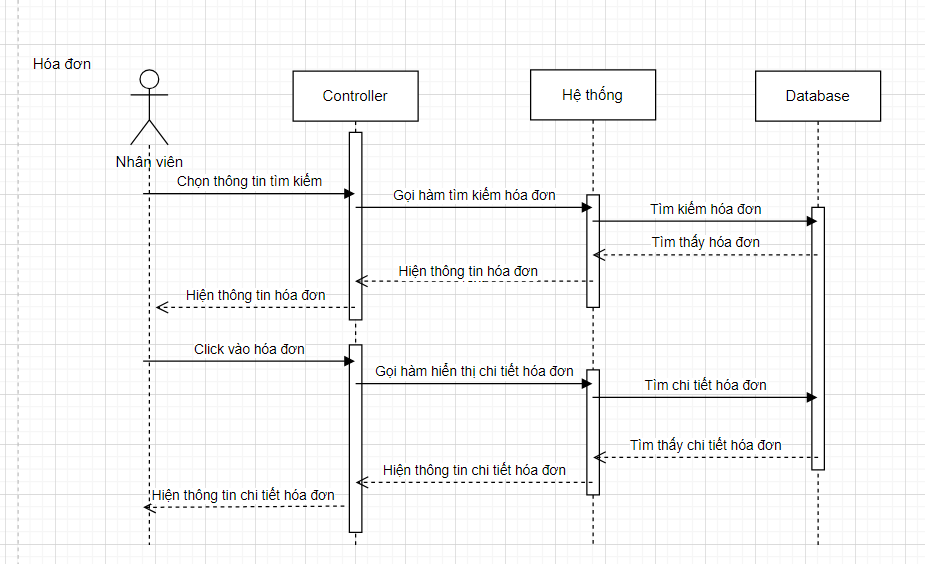 Hóa đơn
Controller
Hệ thống
Database
Nhân viên
Chọn thông tin tìm kiếm
Gọi hàm tìm kiếm hóa đơn
Tìm kiếm hóa đơn
Tìm thấy hóa đơn
Hiện thông tin hóa đơn
Hiện thông tin hóa đơn
Click vào hóa đơn
Gọi hàm hiển thị chi tiết hóa đơn
Tìm chi tiết hóa đơn
Tìm thấy chi tiết hóa đơn
Hiện thông tin chi tiết hóa đơn
Hiện thông tin chi tiết hóa đơn